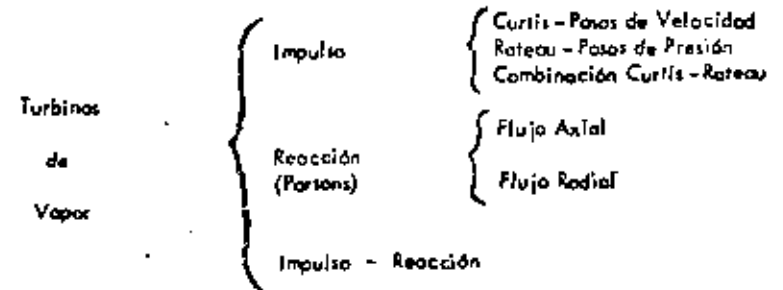 Turbinas
de
Vapor
Impulso
Curtis - Pasos de Velocidad
Rateau - Pasos de Presión
Combinación Curtis - Rateau
Reacción
(Parsons)
Flujo Axial
Flujo Radial
Impulso - Reacción